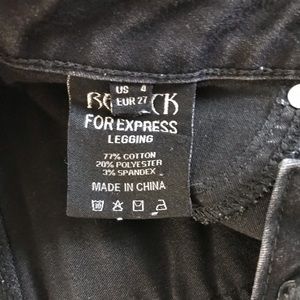 US 4
EUR 27
FOR EXPRESS
LEGGING
77% COTTON
20% POLYESTER
3% SPANDEX
MADE IN CHINA